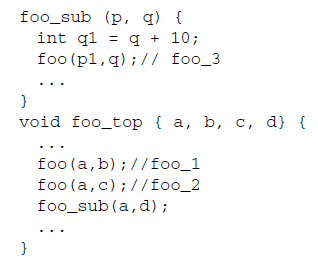 foo_sub (p, q) {
int q1 = q + 10;
foo(p1,q);// foo_3
...
}
void foo_top { a, b, c, d} {
...
foo(a,b);//foo_1
foo(a,c);//foo_2
foo_sub(a,d);
...
}